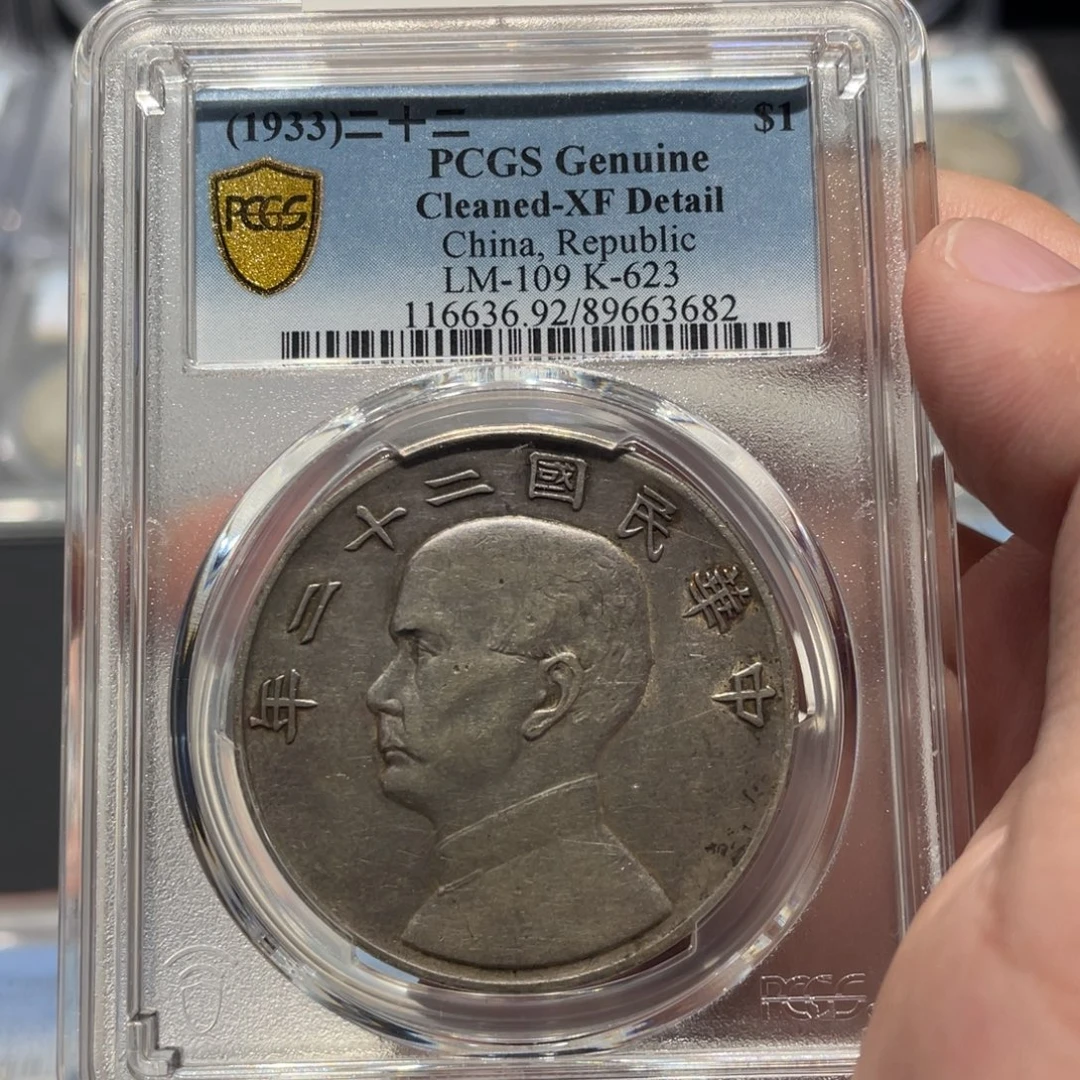 (1933)二十二 $1
PCGS Genuine
PCGS
Cleaned-XF Detail
China, Republic
LM-109 K-623
116636.92/89663682
年二十二國民華中
PCGS